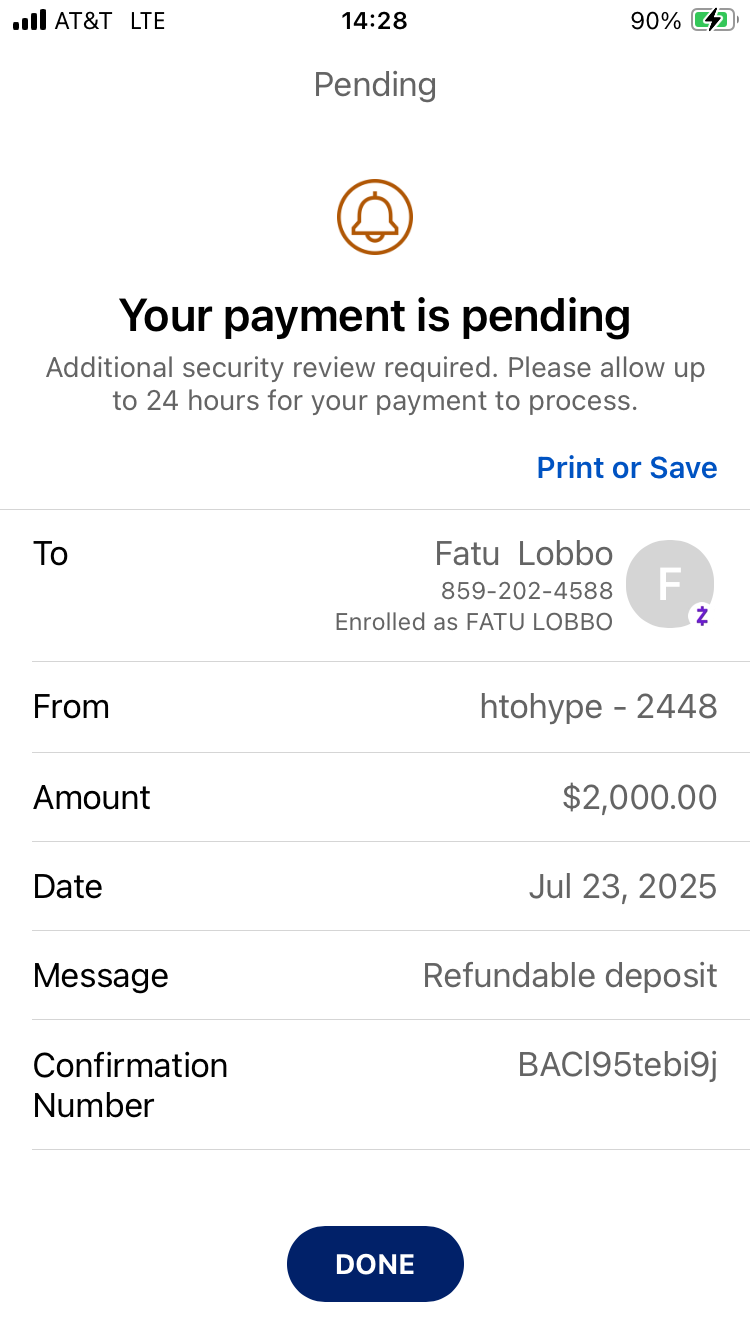 AT&T LTE 14:28 90%
Pending
Your payment is pending
Additional security review required. Please allow up
to 24 hours for your payment to process.
Print or Save
To Fatu Lobbo F
859-202-4588
Enrolled as FATU LOBBO
From htohype - 2448
Amount $2,000.00
Date Jul 23, 2025
Message Refundable deposit
Confirmation BACl95tebi9j
Number
DONE